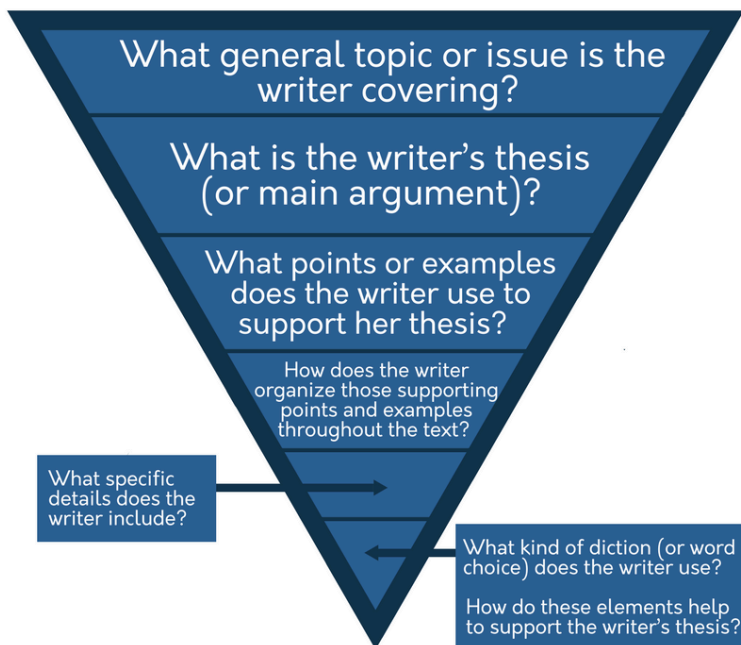 What general topic or issue is the
writer covering?
What is the writer's thesis
(or main argument)?
What points or examples
does the writer use to
support her thesis?
How does the writer
organize those supporting
points and examples
throughout the text?
What specific
details does the
writer include?
What kind of diction (or word
choice) does the writer use?
How do these elements help
to support the writer's thesis?